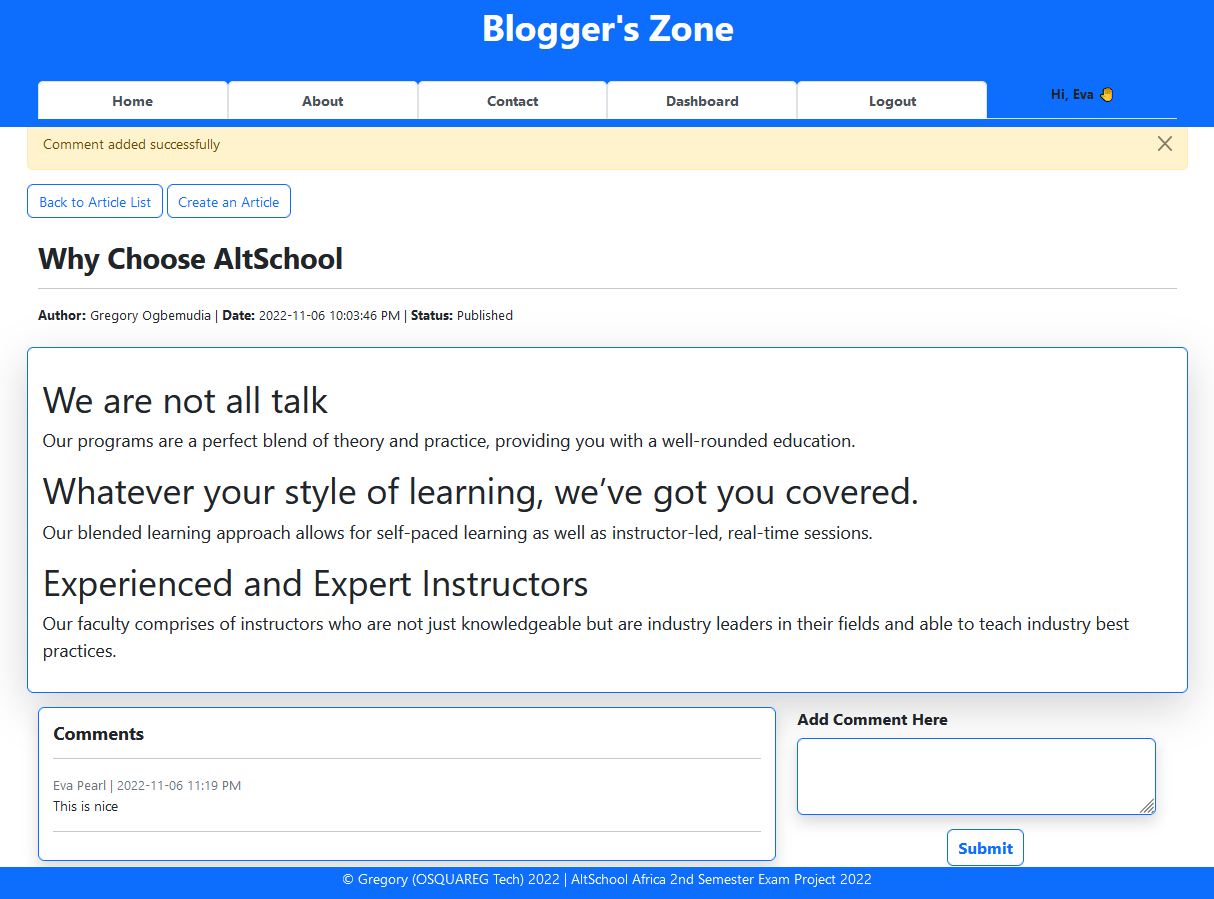 Blogger's Zone
Home About Contact Dashboard Logout Hi, Eva 🤚
Comment added successfully
Back to Article List Create an Article
Why Choose AltSchool
Author: Gregory Ogbemudia | Date: 2022-11-06 10:03:46 PM | Status: Published
We are not all talk
Our programs are a perfect blend of theory and practice, providing you with a well-rounded education.
Whatever your style of learning, we’ve got you covered.
Our blended learning approach allows for self-paced learning as well as instructor-led, real-time sessions.
Experienced and Expert Instructors
Our faculty comprises of instructors who are not just knowledgeable but are industry leaders in their fields and able to teach industry best
practices.
Comments
Eva Pearl | 2022-11-06 11:19 PM
This is nice
Add Comment Here
Submit
© Gregory (OSQUAREG Tech) 2022 | AltSchool Africa 2nd Semester Exam Project 2022